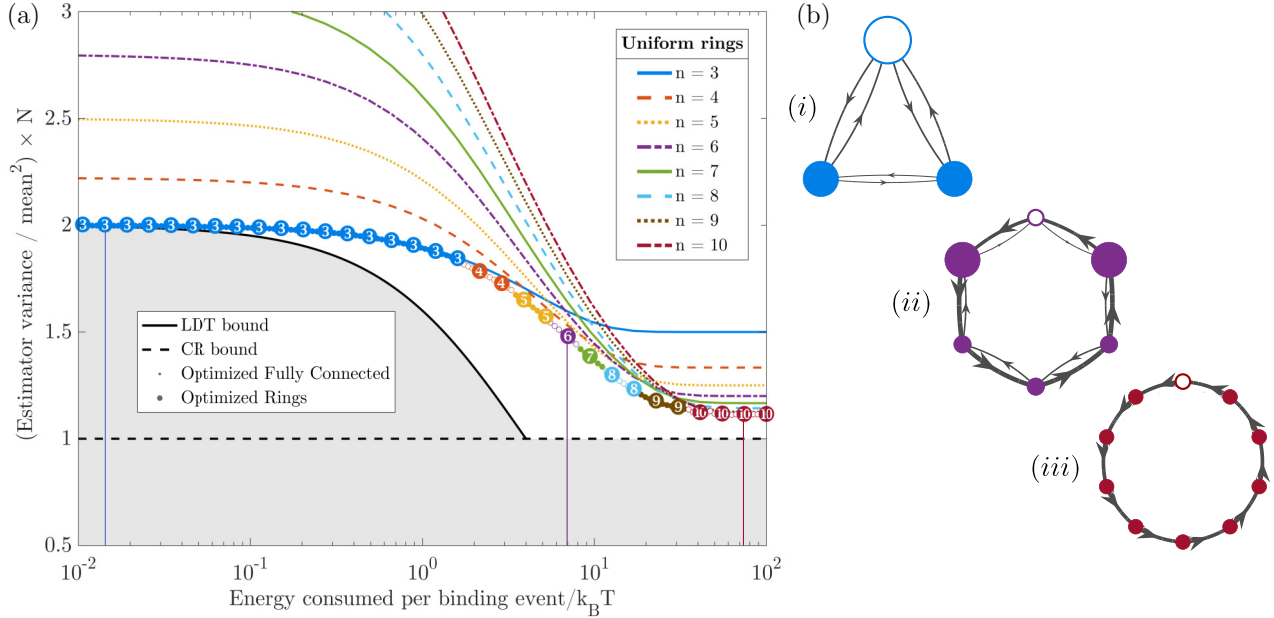 (a)
(Estimator variance / mean²) × N
3
2.5
2
1.5
1
0.5
10⁻²
10⁻¹
10⁰
10¹
10²
Energy consumed per binding event/k_BT
Uniform rings
n = 3
n = 4
n = 5
n = 6
n = 7
n = 8
n = 9
n = 10
LDT bound
CR bound
Optimized Fully Connected
Optimized Rings
3 3 3 3 3 3 3 3 3 3 3 3 3 3 3 3 3 3 4 4 5 5 6 7 8 8 9 9 10 10 10 10
(b)
(i)
(ii)
(iii)